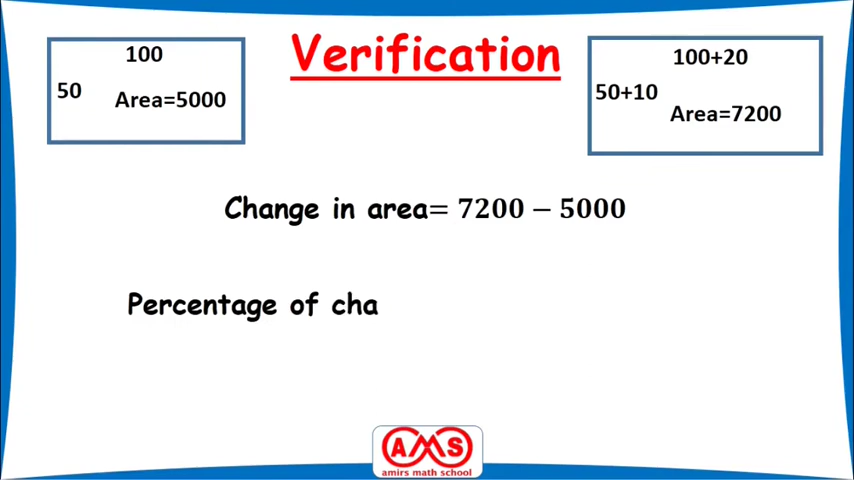 Verification
100
50
Area=5000
100+20
50+10
Area=7200
Change in area= 7200 − 5000
Percentage of cha
AMS
amirs math school